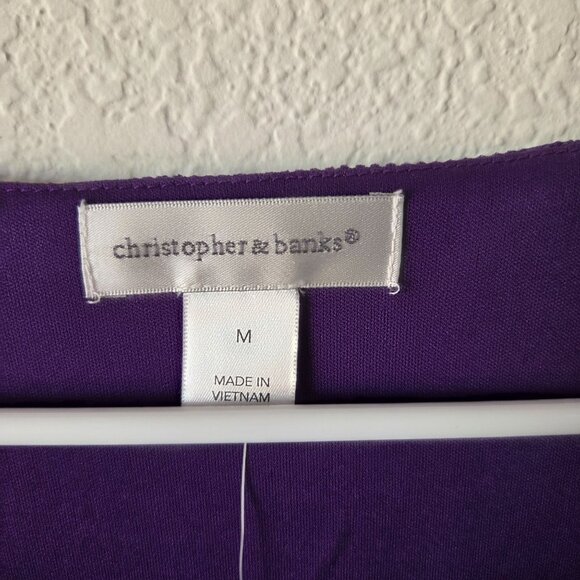 christopher & banks®
M
MADE IN
VIETNAM